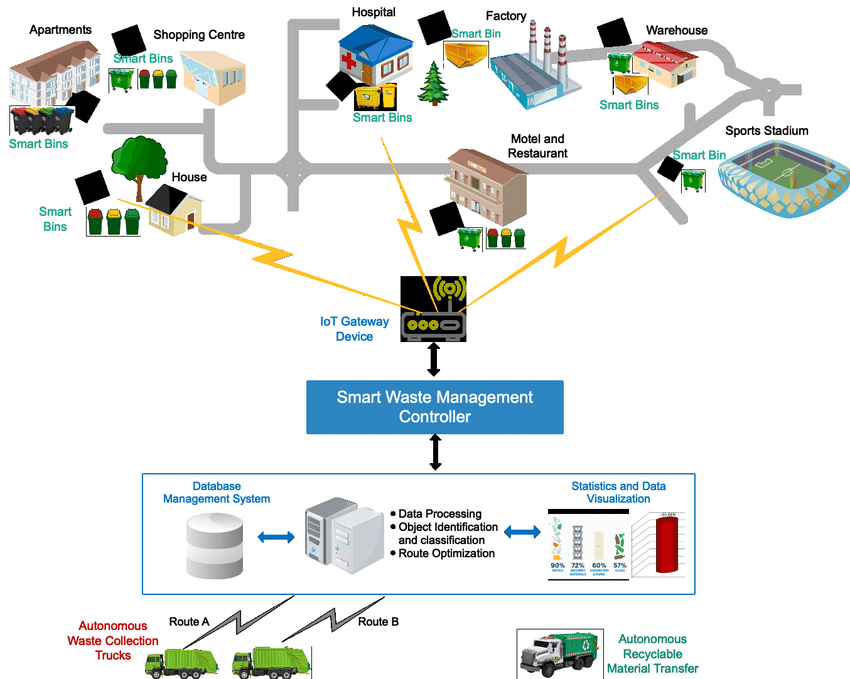 Apartments
Shopping Centre
Smart Bins
Smart Bins
House
Smart
Bins
Hospital
Smart Bins
Factory
Smart Bin
Warehouse
Smart Bins
Motel and
Restaurant
Sports Stadium
Smart Bin
IoT Gateway
Device
Smart Waste Management
Controller
Database
Management System
• Data Processing
• Object Identification
and classification
• Route Optimization
Statistics and Data
Visualization
90% 72% 60% 57%
METALS
MATERIALS
GLASS
Autonomous
Waste Collection
Trucks
Route A
Route B
Autonomous
Recyclable
Material Transfer